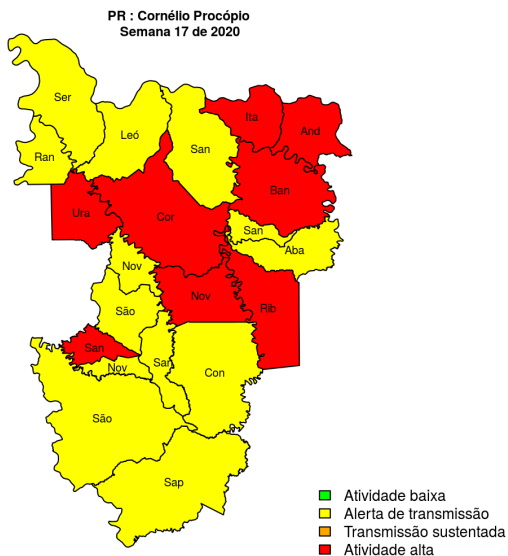 PR : Cornélio Procópio
Semana 17 de 2020
Ser
Ita
And
Leó
San
Ran
Ban
Ura
Cor
San
Aba
Nov
Nov
Rib
São
San
San
Nov
Con
São
Sap
Atividade baixa
Alerta de transmissão
Transmissão sustentada
Atividade alta